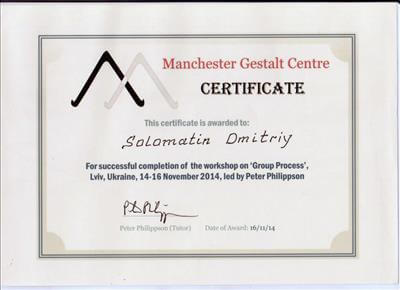 Manchester Gestalt Centre
CERTIFICATE
This certificate is awarded to:
Solomatin Dmitriy
For successful completion of the workshop on 'Group Process',
Lviv, Ukraine, 14-16 November 2014, led by Peter Philippson
Peter Philippson (Tutor) Date of Award: 16/11/14